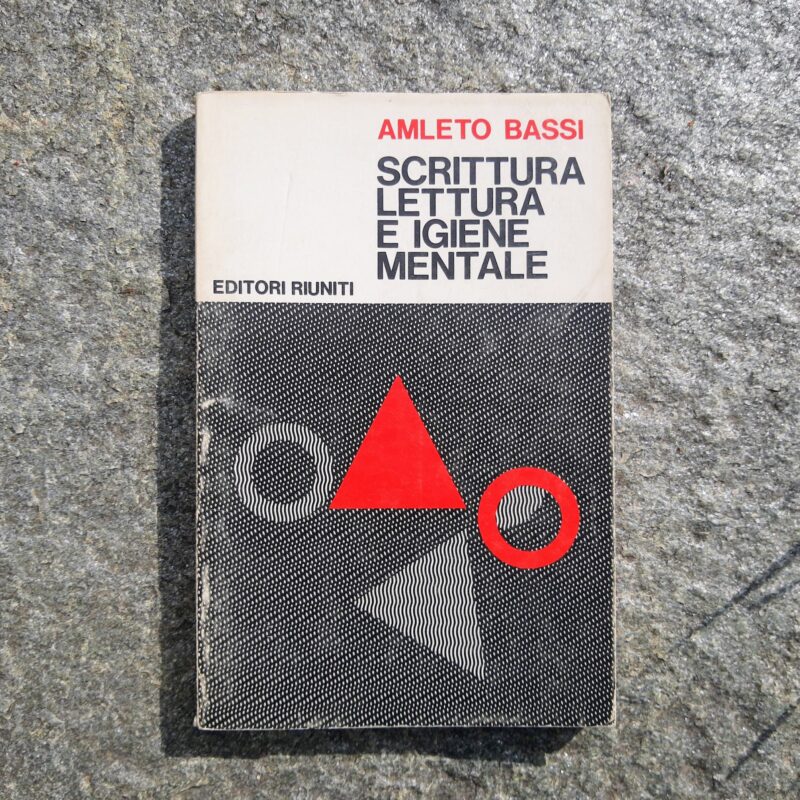 AMLETO BASSI
SCRITTURA
LETTURA
E IGIENE
MENTALE
EDITORI RIUNITI